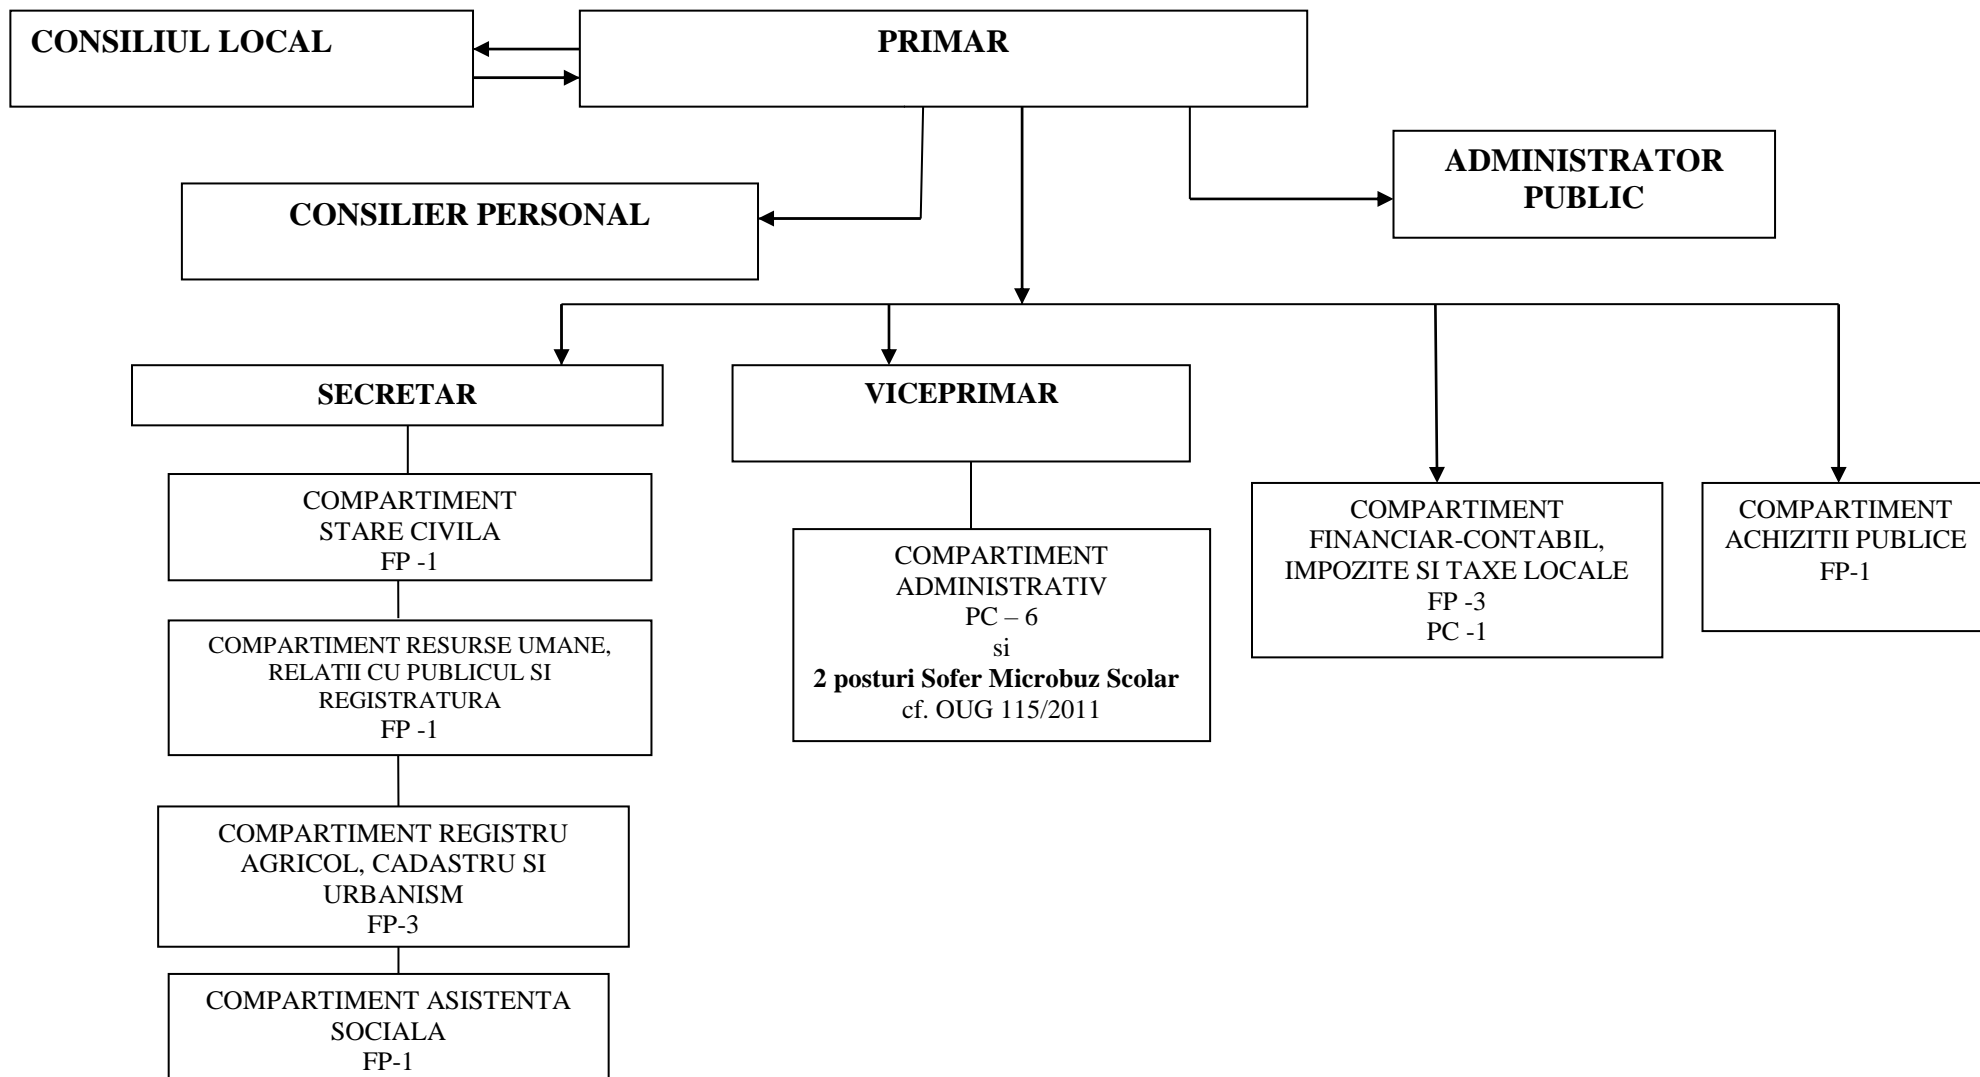 CONSILIUL LOCAL
PRIMAR
ADMINISTRATOR
PUBLIC
CONSILIER PERSONAL
SECRETAR
VICEPRIMAR
COMPARTIMENT
STARE CIVILA
FP -1
COMPARTIMENT RESURSE UMANE,
RELATII CU PUBLICUL SI
REGISTRATURA
FP -1
COMPARTIMENT REGISTRU
AGRICOL, CADASTRU SI
URBANISM
FP-3
COMPARTIMENT ASISTENTA
SOCIALA
FP-1
COMPARTIMENT
ADMINISTRATIV
PC – 6
si
2 posturi Sofer Microbuz Scolar
cf. OUG 115/2011
COMPARTIMENT
FINANCIAR-CONTABIL,
IMPOZITE SI TAXE LOCALE
FP -3
PC -1
COMPARTIMENT
ACHIZITII PUBLICE
FP-1